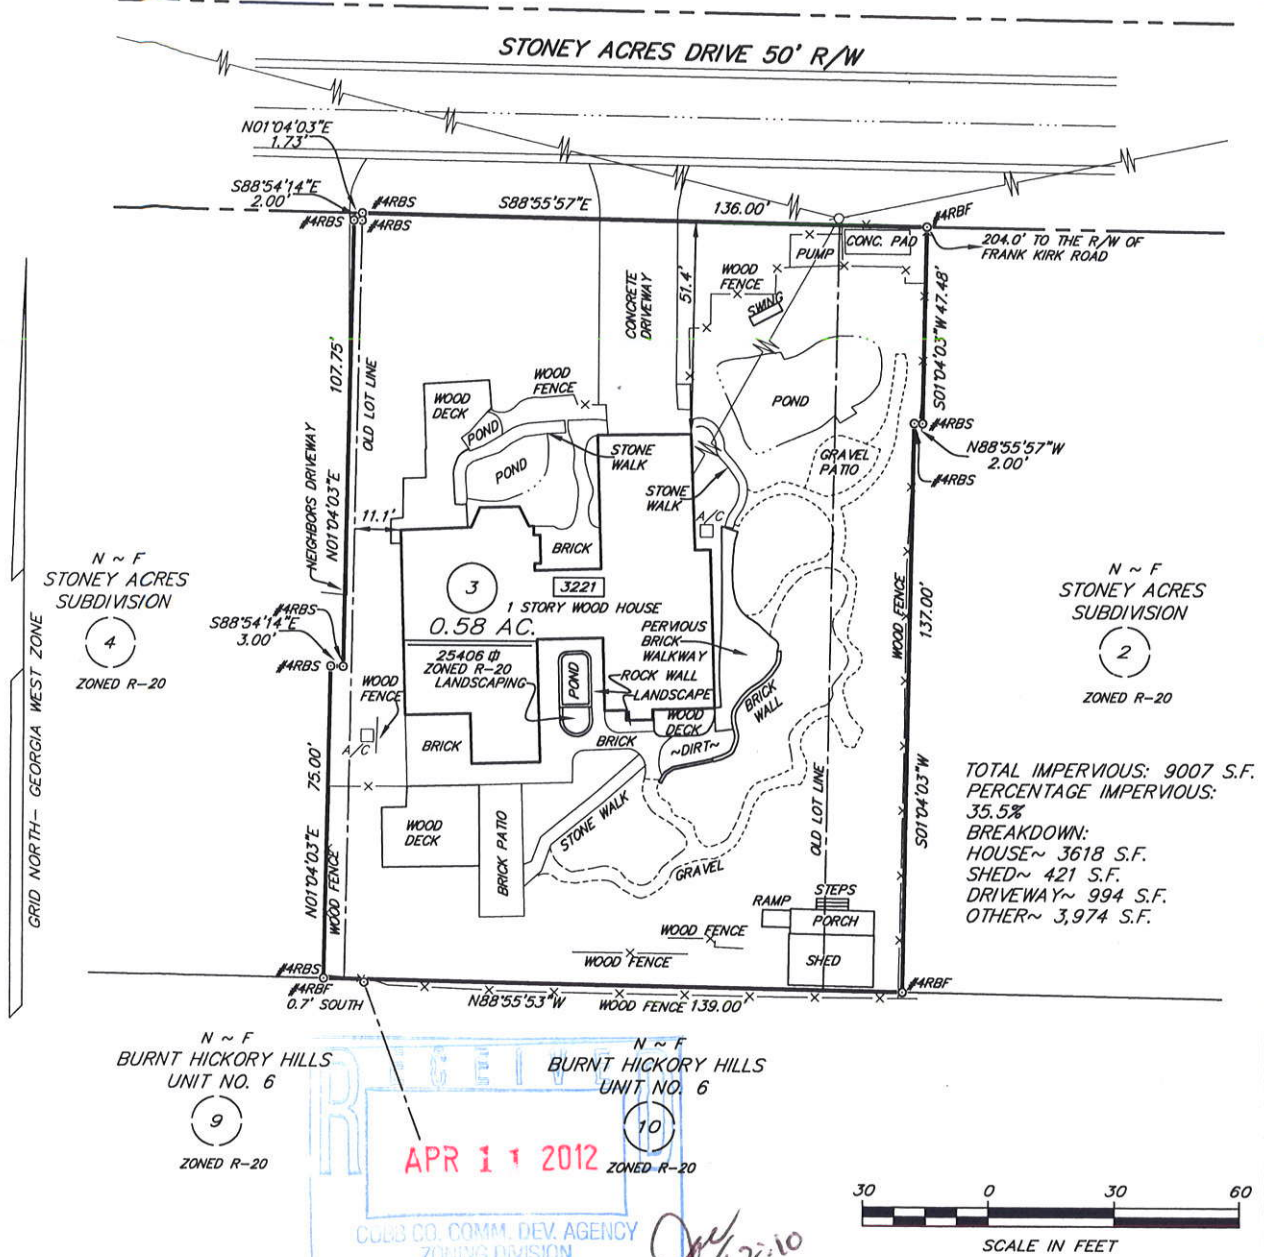 STONEY ACRES DRIVE 50' R/W
N01°04'03"E
1.73'
S88°54'14"E
2.00'
#4RBS
#4RBS
#4RBS
S88°55'57"E
136.00'
#4RBF
204.0' TO THE R/W OF
FRANK KIRK ROAD
CONC. PAD
PUMP
WOOD
FENCE
SWING
CONCRETE
DRIVEWAY
51.4'
S01°04'03"W 47.48'
107.75'
OLD LOT LINE
WOOD
FENCE
WOOD
DECK
POND
POND
POND
#4RBS
N88°55'57"W
2.00'
#4RBS
STONE
WALK
GRAVEL
PATIO
STONE
WALK
NEIGHBORS DRIVEWAY
N01°04'03"E
11.1'
A/C
BRICK
N ~ F
STONEY ACRES
SUBDIVISION
4
ZONED R-20
3
3221
1 STORY WOOD HOUSE
0.58 AC.
25406 ф
ZONED R-20
LANDSCAPING
POND
PERVIOUS
BRICK
WALKWAY
ROCK WALL
LANDSCAPE
WOOD
DECK
BRICK
WALL
WOOD FENCE
137.00'
N ~ F
STONEY ACRES
SUBDIVISION
2
ZONED R-20
#4RBS
S88°54'14"E
3.00'
#4RBS
WOOD
FENCE
A/C
BRICK
BRICK
~DIRT~
GRID NORTH- GEORGIA WEST ZONE
75.00'
N01°04'03"E
WOOD FENCE
WOOD
DECK
BRICK PATIO
STONE WALK
GRAVEL
OLD LOT LINE
S01°04'03"W
TOTAL IMPERVIOUS: 9007 S.F.
PERCENTAGE IMPERVIOUS:
35.5%
BREAKDOWN:
HOUSE~ 3618 S.F.
SHED~ 421 S.F.
DRIVEWAY~ 994 S.F.
OTHER~ 3,974 S.F.
STEPS
RAMP
PORCH
SHED
WOOD FENCE
WOOD FENCE
#4RBS
#4RBF
0.7' SOUTH
N88°55'53"W
WOOD FENCE 139.00'
#4RBF
N ~ F
BURNT HICKORY HILLS
UNIT NO. 6
9
ZONED R-20
N ~ F
BURNT HICKORY HILLS
UNIT NO. 6
10
ZONED R-20
RECEIVED
APR 11 2012
COBB CO. COMM. DEV. AGENCY
ZONING DIVISION
30 0 30 60
SCALE IN FEET